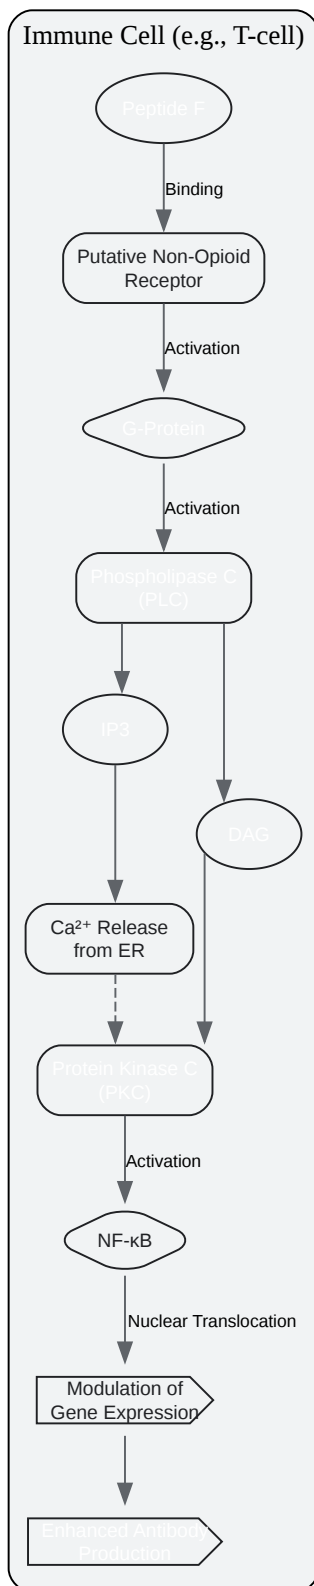 Immune Cell (e.g., T-cell)
Peptide F
Binding
Putative Non-Opioid
Receptor
Activation
G-Protein
Activation
Phospholipase C
(PLC)
IP3
DAG
Ca²⁺ Release
from ER
Protein Kinase C
(PKC)
Activation
NF-κB
Nuclear Translocation
Modulation of
Gene Expression
Enhanced Antibody
Production